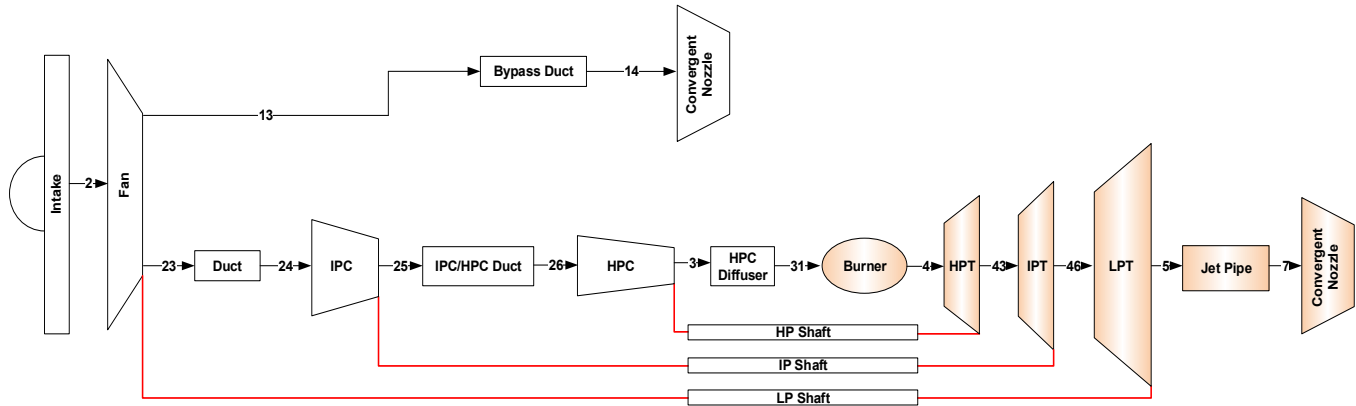 Intake
2
Fan
13
Bypass Duct
14
Convergent
Nozzle
23
Duct
24
IPC
25
IPC/HPC Duct
26
HPC
3
HPC
Diffuser
31
Burner
4
HPT
43
IPT
46
LPT
5
Jet Pipe
7
Convergent
Nozzle
HP Shaft
IP Shaft
LP Shaft